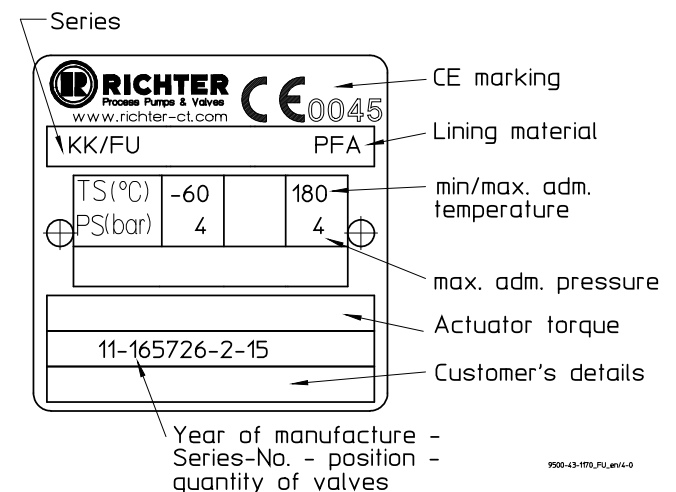 Series
RICHTER
Process Pumps & Valves
www.richter-ct.com
CE 0045
CE marking
KK/FU PFA
Lining material
TS(°C) -60 180
min/max. adm.
temperature
PS(bar) 4 4
max. adm. pressure
Actuator torque
11-165726-2-15
Customer's details
Year of manufacture -
Series-No. - position -
quantity of valves
9500-43-1170_FU_en/4-0